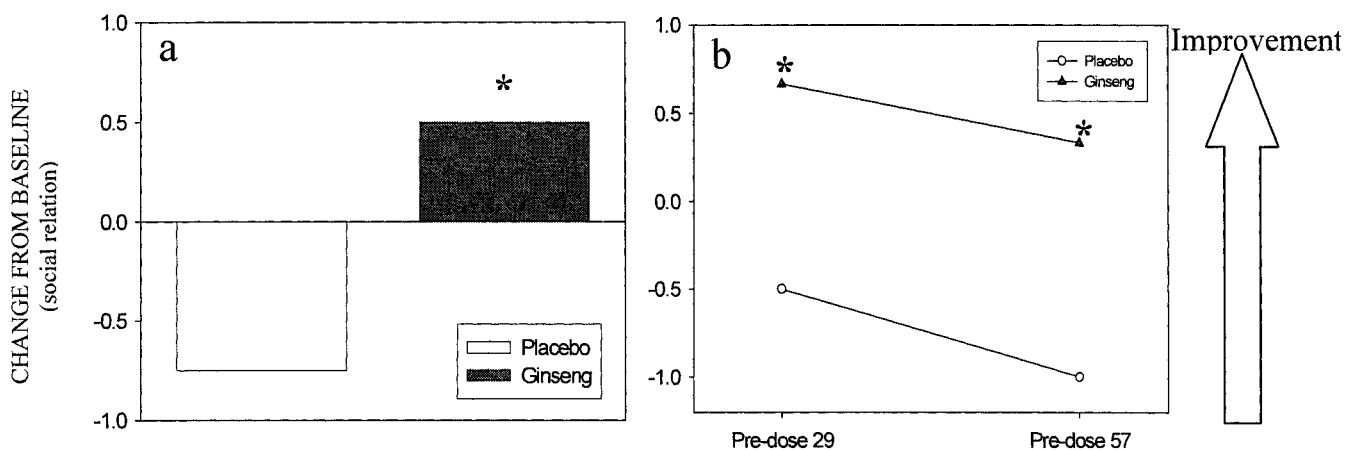 CHANGE FROM BASELINE
(social relation)
a
1.0
0.5
0.0
-0.5
-1.0
*
Placebo
Ginseng
b
1.0
0.5
0.0
-0.5
-1.0
*
*
Placebo
Ginseng
Pre-dose 29
Pre-dose 57
Improvement